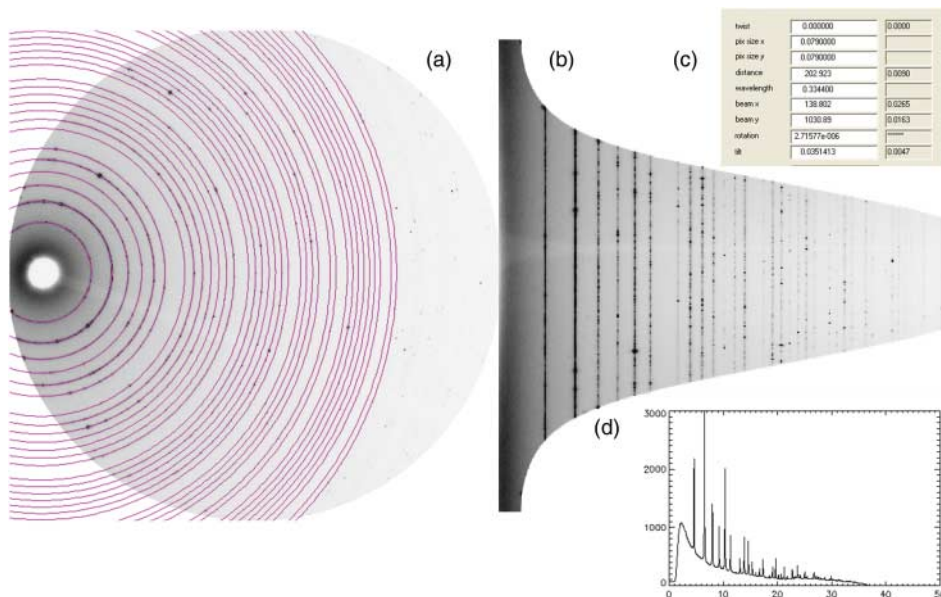 (a)
(b)
(c)
twist 0.000000 0.0000
pix size x 0.0790000
pix size y 0.0790000
distance 202.923 0.0090
wavelength 0.334400
beam x 138.802 0.0265
beam y 1030.89 0.0163
rotation 2.71577e-006
tilt 0.0351413 0.0047
(d)
3000
2000
1000
0
0 10 20 30 40 50